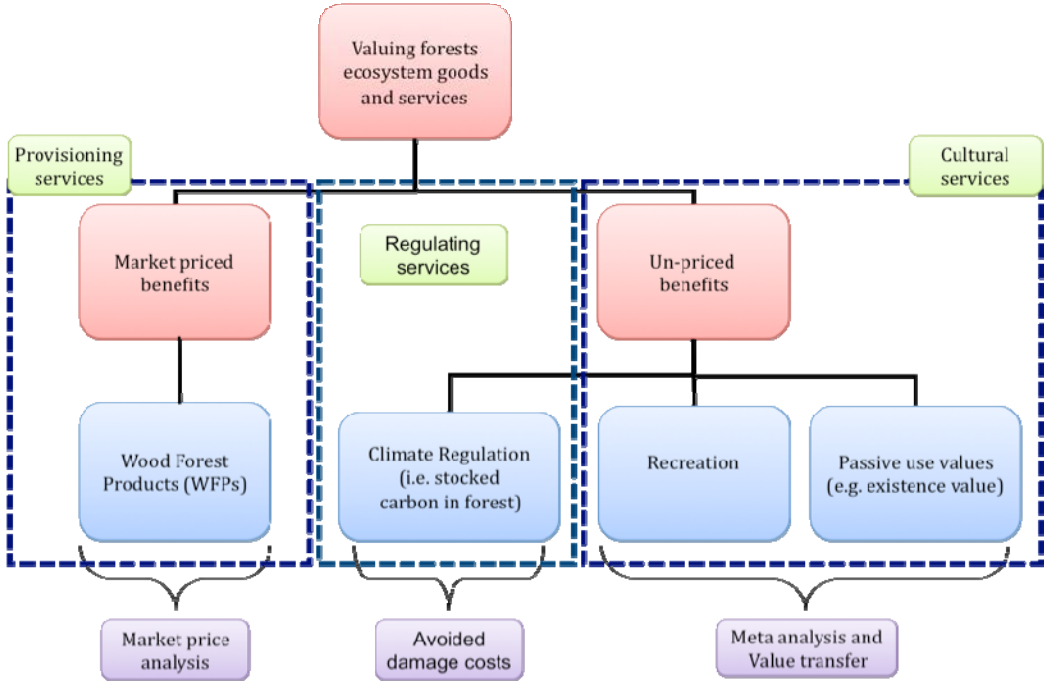 Valuing forests
ecosystem goods
and services
Provisioning
services
Cultural
services
Market priced
benefits
Regulating
services
Un-priced
benefits
Wood Forest
Products (WFPs)
Climate Regulation
(i.e. stocked
carbon in forest)
Recreation
Passive use values
(e.g. existence value)
Market price
analysis
Avoided
damage costs
Meta analysis and
Value transfer